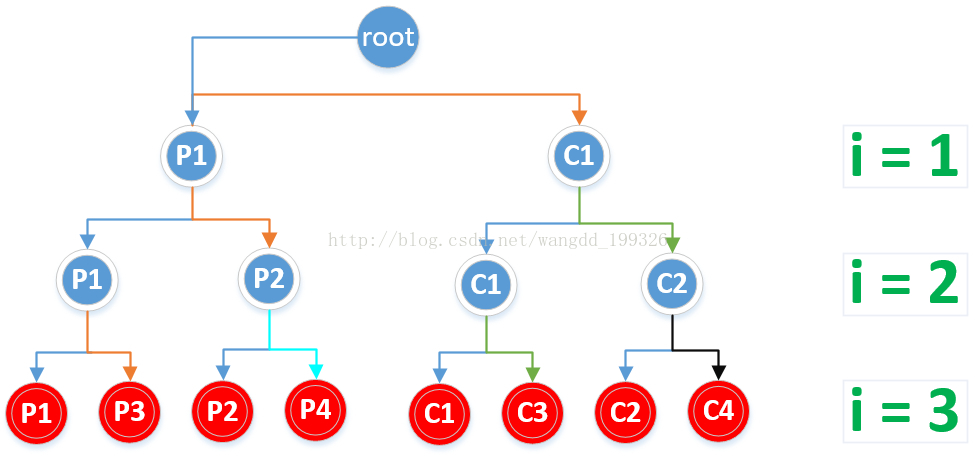 root
P1 C1 i = 1
http://blog.csdn.net/wangdd_199326
P1 P2 C1 C2 i = 2
P1 P3 P2 P4 C1 C3 C2 C4 i = 3